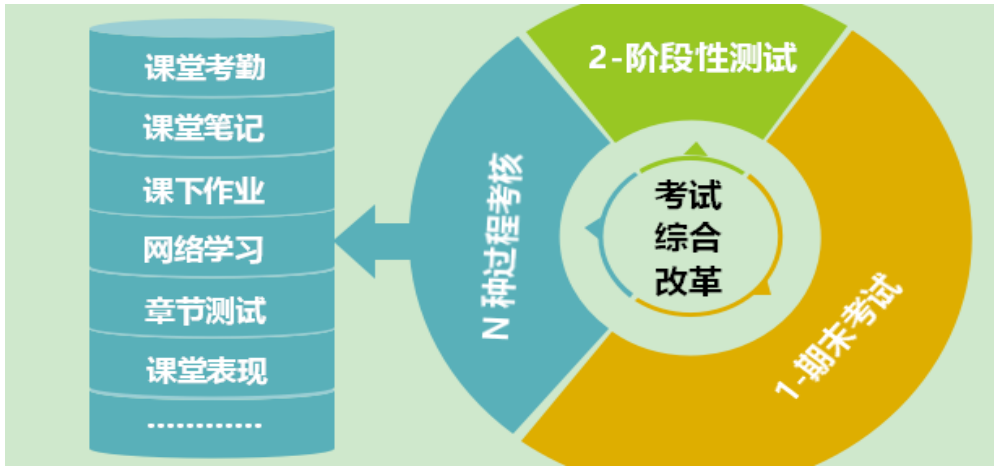 课堂考勤
课堂笔记
课下作业
网络学习
章节测试
课堂表现
············
N 种过程考核
2-阶段性测试
1-期末考试
考试
综合
改革